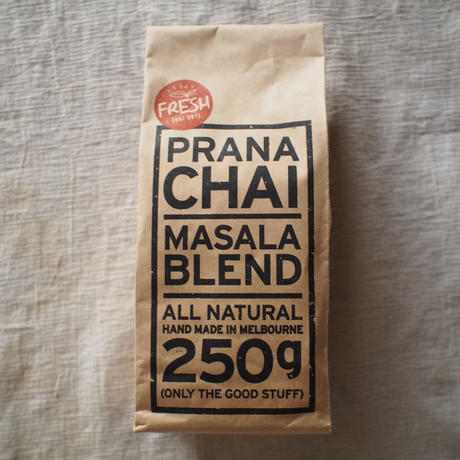 FRESH
PRANA
CHAI
MASALA
BLEND
ALL NATURAL
HAND MADE IN MELBOURNE
250g
(ONLY THE GOOD STUFF)